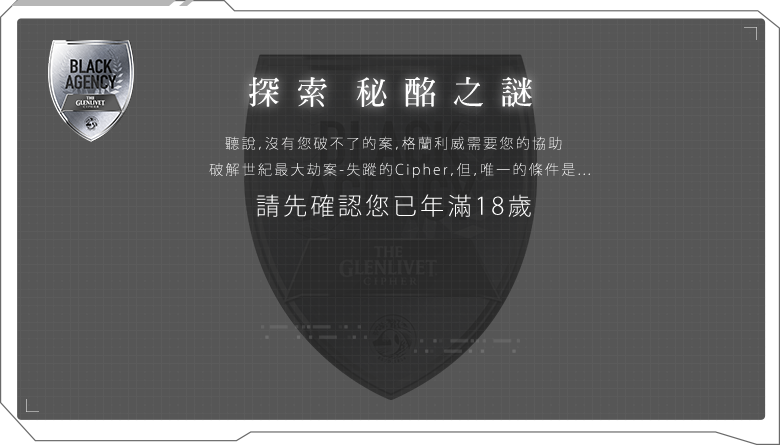 BLACK
AGENCY
THE
GLENLIVET
CIPHER
探索 秘酩之謎
聽說,沒有您破不了的案,格蘭利威需要您的協助
破解世紀最大劫案-失蹤的Cipher,但,唯一的條件是...
請先確認您已年滿18歲
THE
GLENLIVET
CIPHER